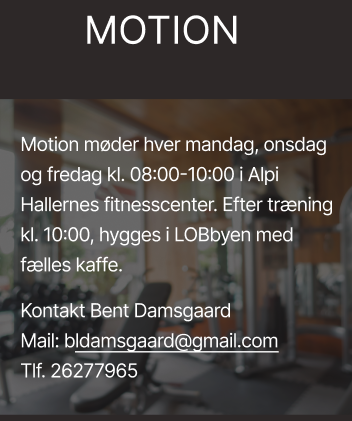 MOTION
Motion møder hver mandag, onsdag
og fredag kl. 08:00-10:00 i Alpi
Hallernes fitnesscenter. Efter træning
kl. 10:00, hygges i LOBbyen med
fælles kaffe.
Kontakt Bent Damsgaard
Mail: bldamsgaard@gmail.com
Tlf. 26277965